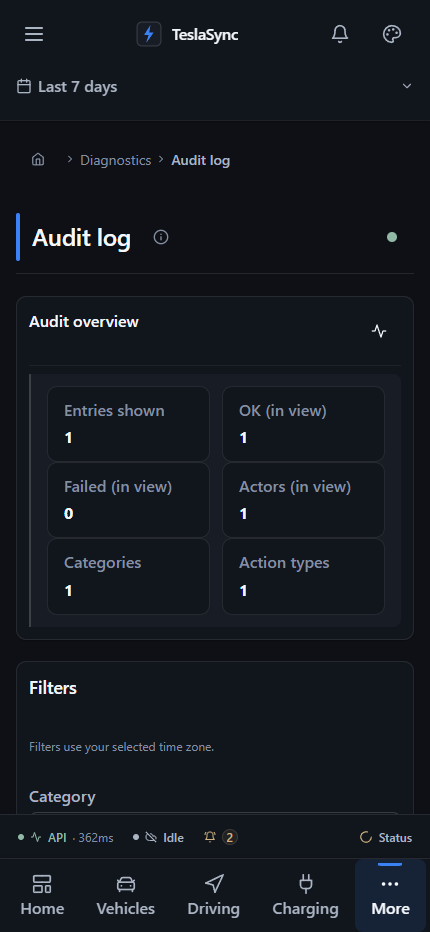 TeslaSync
Last 7 days
Diagnostics Audit log
Audit log
Audit overview
Entries shown
1
OK (in view)
1
Failed (in view)
0
Actors (in view)
1
Categories
1
Action types
1
Filters
Filters use your selected time zone.
Category
API · 362ms Idle 2 Status
Home Vehicles Driving Charging More